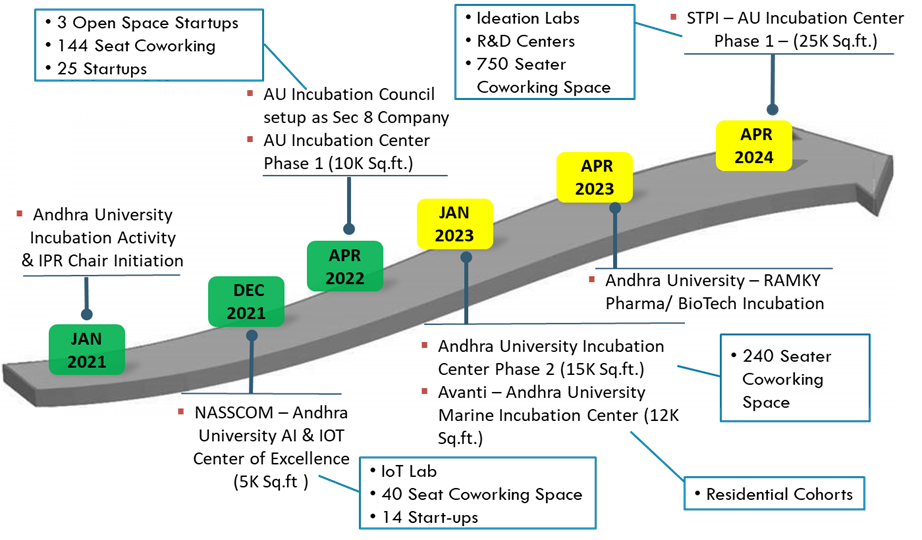 • 3 Open Space Startups
• 144 Seat Coworking
• 25 Startups
• Ideation Labs
• R&D Centers
• 750 Seater
Coworking Space
▪ STPI – AU Incubation Center
Phase 1 – (25K Sq.ft.)
▪ AU Incubation Council
setup as Sec 8 Company
▪ AU Incubation Center
Phase 1 (10K Sq.ft.)
APR
2024
APR
2023
▪ Andhra University
Incubation Activity
& IPR Chair Initiation
JAN
2023
APR
2022
DEC
2021
JAN
2021
▪ Andhra University – RAMKY
Pharma/ BioTech Incubation
▪ Andhra University Incubation
Center Phase 2 (15K Sq.ft.)
▪ Avanti – Andhra University
Marine Incubation Center (12K
Sq.ft.)
• 240 Seater
Coworking
Space
▪ NASSCOM – Andhra
University AI & IOT
Center of Excellence
(5K Sq.ft )
• IoT Lab
• 40 Seat Coworking Space
• 14 Start-ups
• Residential Cohorts